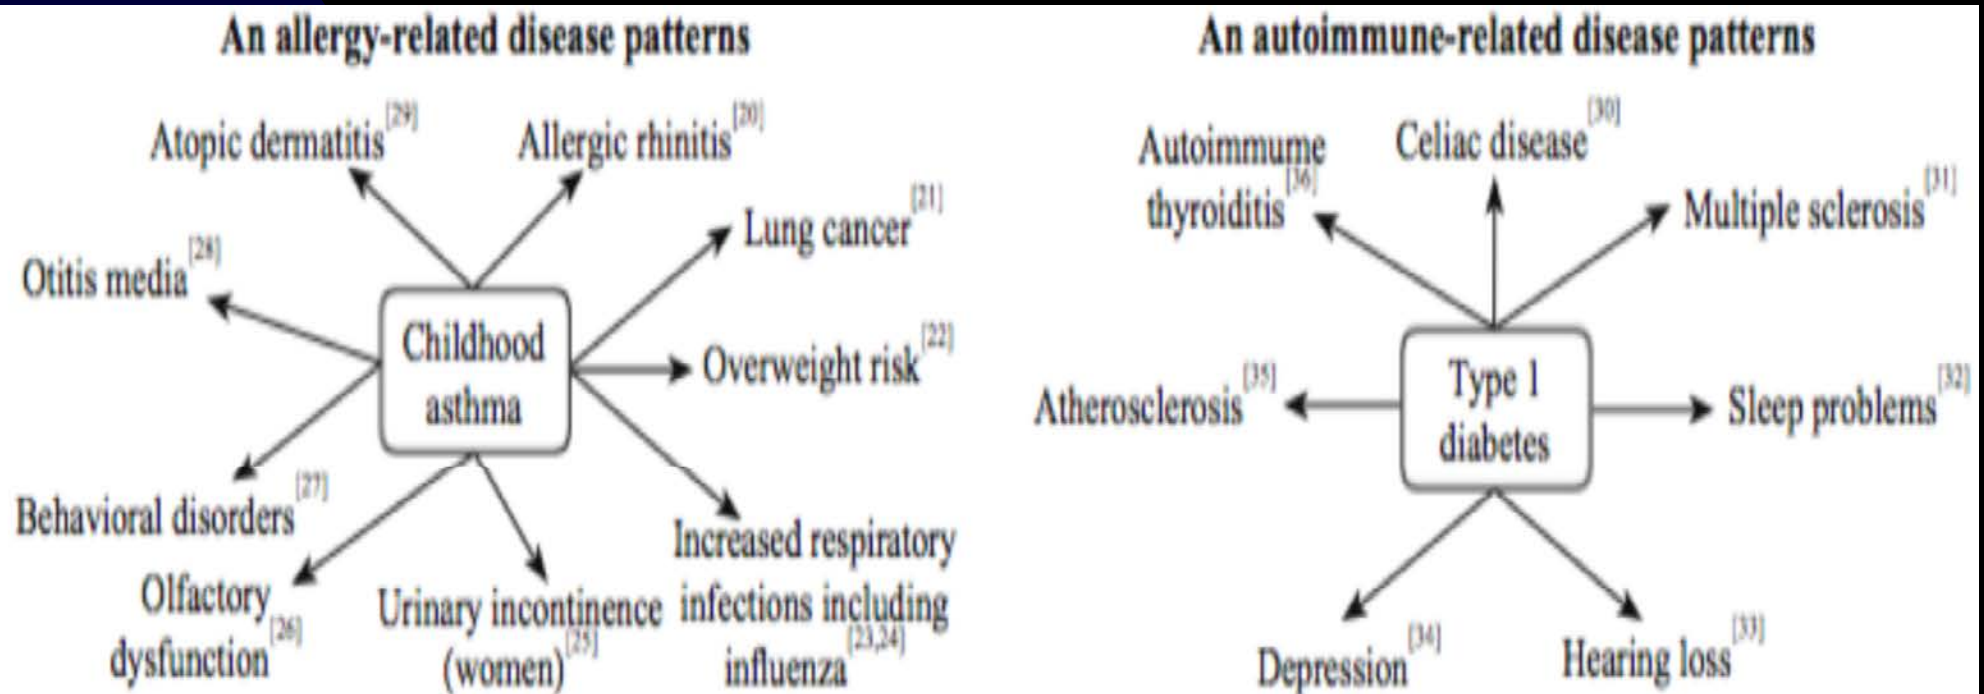 An allergy-related disease patterns
Atopic dermatitis[29]
Allergic rhinitis[20]
Lung cancer[21]
Otitis media[28]
Childhood
asthma
Overweight risk[22]
Behavioral disorders[27]
Olfactory
dysfunction[26]
Urinary incontinence
(women)[25]
Increased respiratory
infections including
influenza[23,24]
An autoimmune-related disease patterns
Autoimmume
thyroiditis[36]
Celiac disease[30]
Multiple sclerosis[31]
Atherosclerosis[35]
Type 1
diabetes
Sleep problems[32]
Depression[34]
Hearing loss[33]